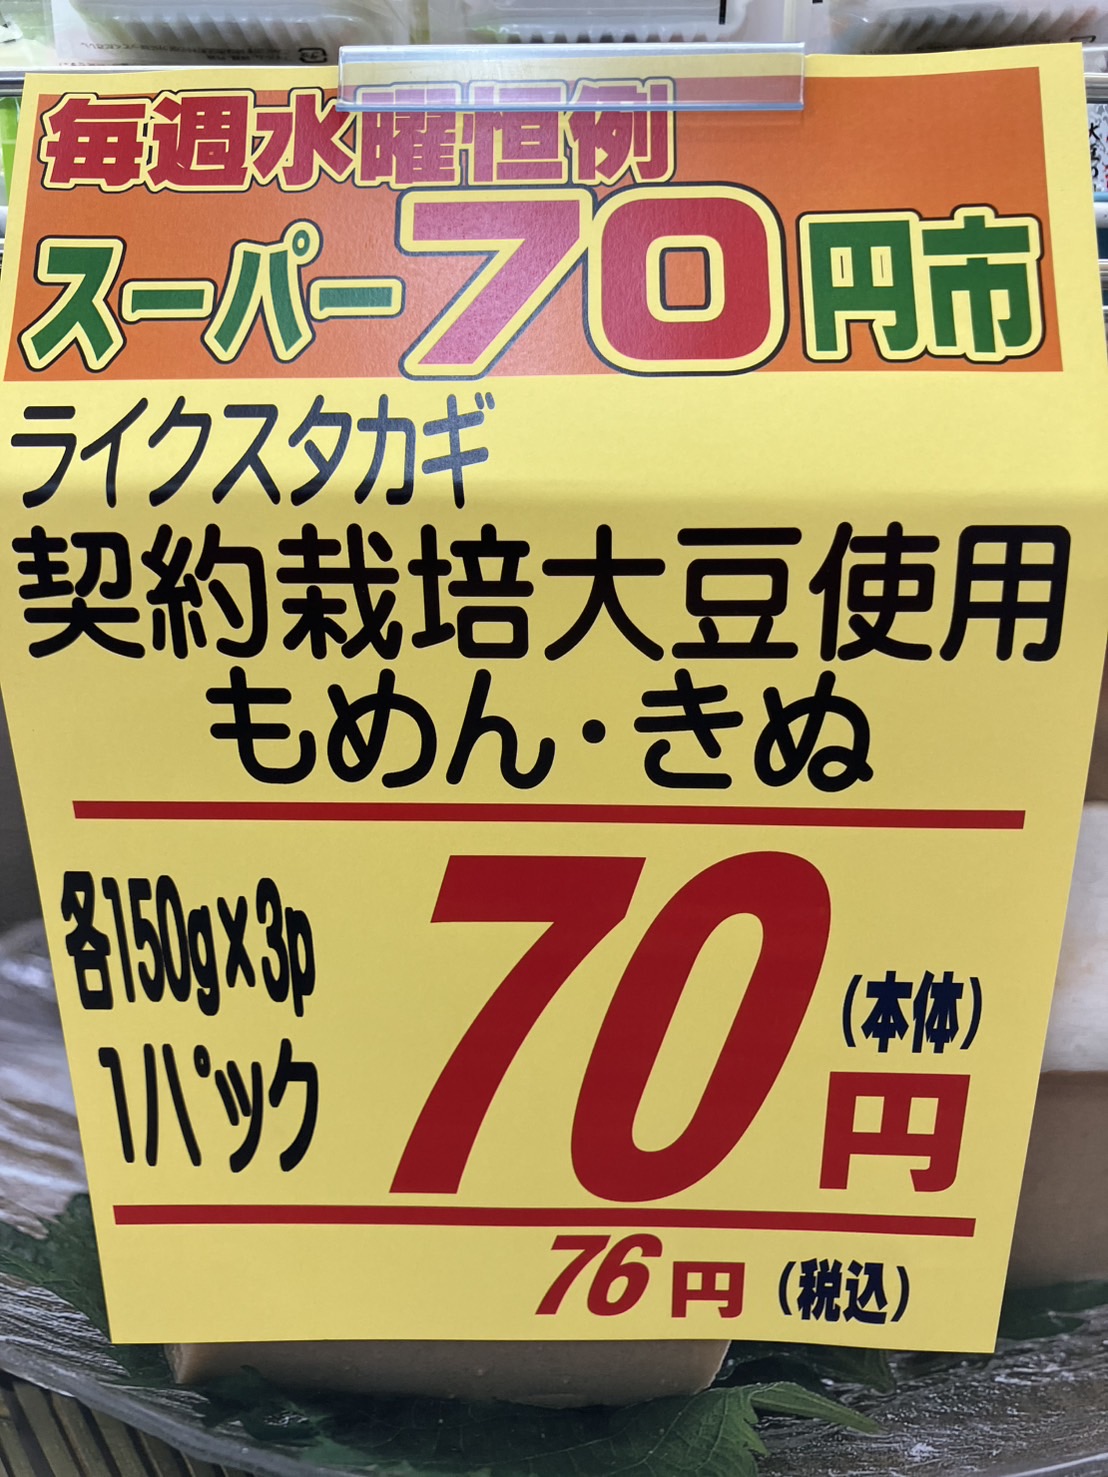 毎週水曜恒例
スーパー70円市
ライクスタカギ
契約栽培大豆使用
もめん・きぬ
各150g×3p
1パック
70円
(本体)
76円(税込)